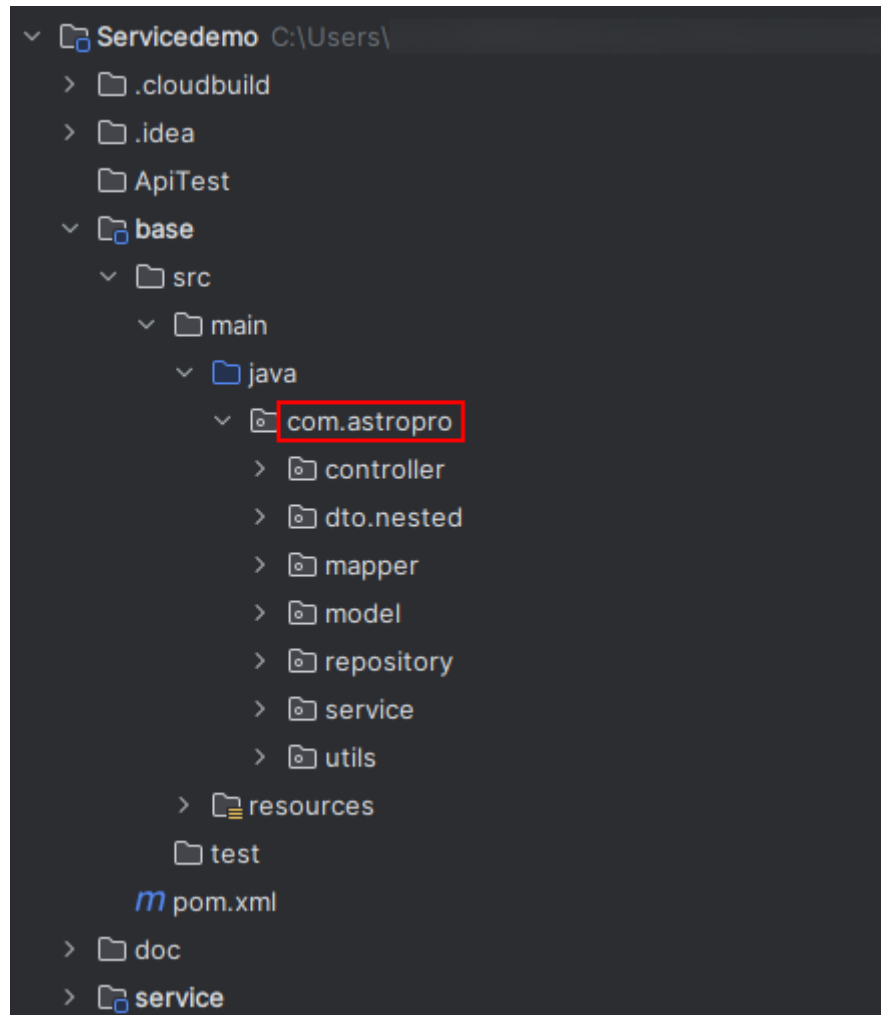 Servicedemo C:\Users\
.cloudbuild
.idea
ApiTest
base
src
main
java
com.astropro
controller
dto.nested
mapper
model
repository
service
utils
resources
test
m pom.xml
doc
service